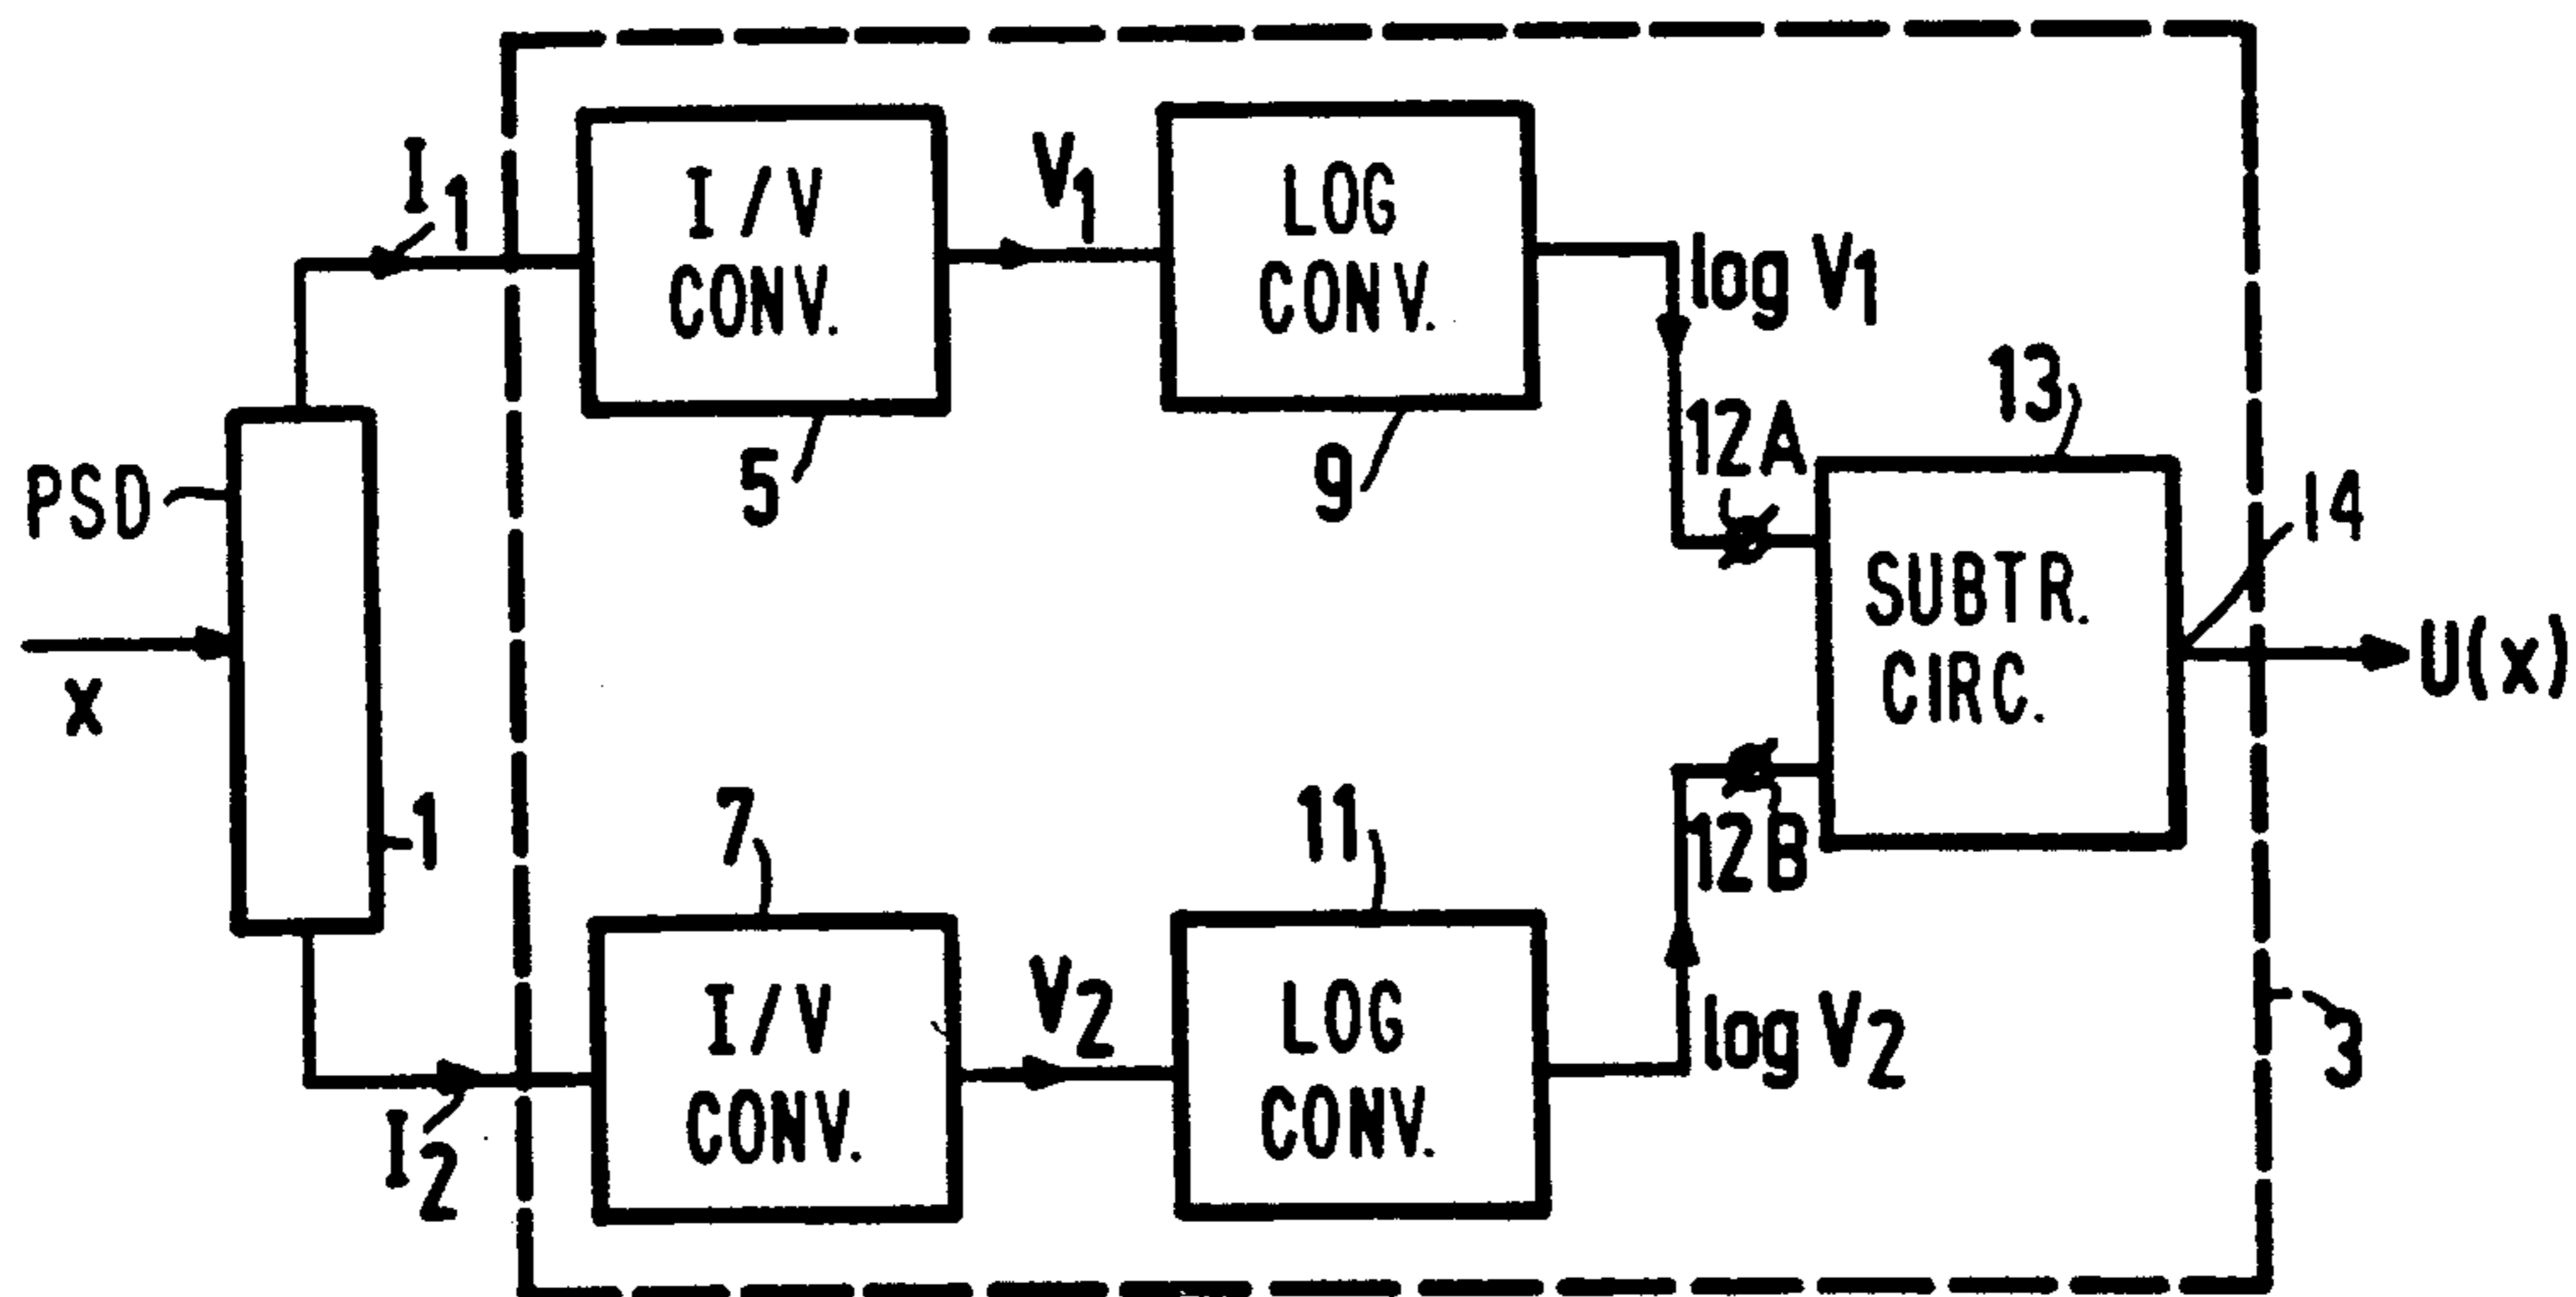 I1
I / V
CONV.
5
V1
LOG
CONV.
9
log V1
12A
13
SUBTR.
CIRC.
14
U(x)
PSD
x
1
I2
7
I/V
CONV.
V2
11
LOG
CONV.
12B
log V2
3